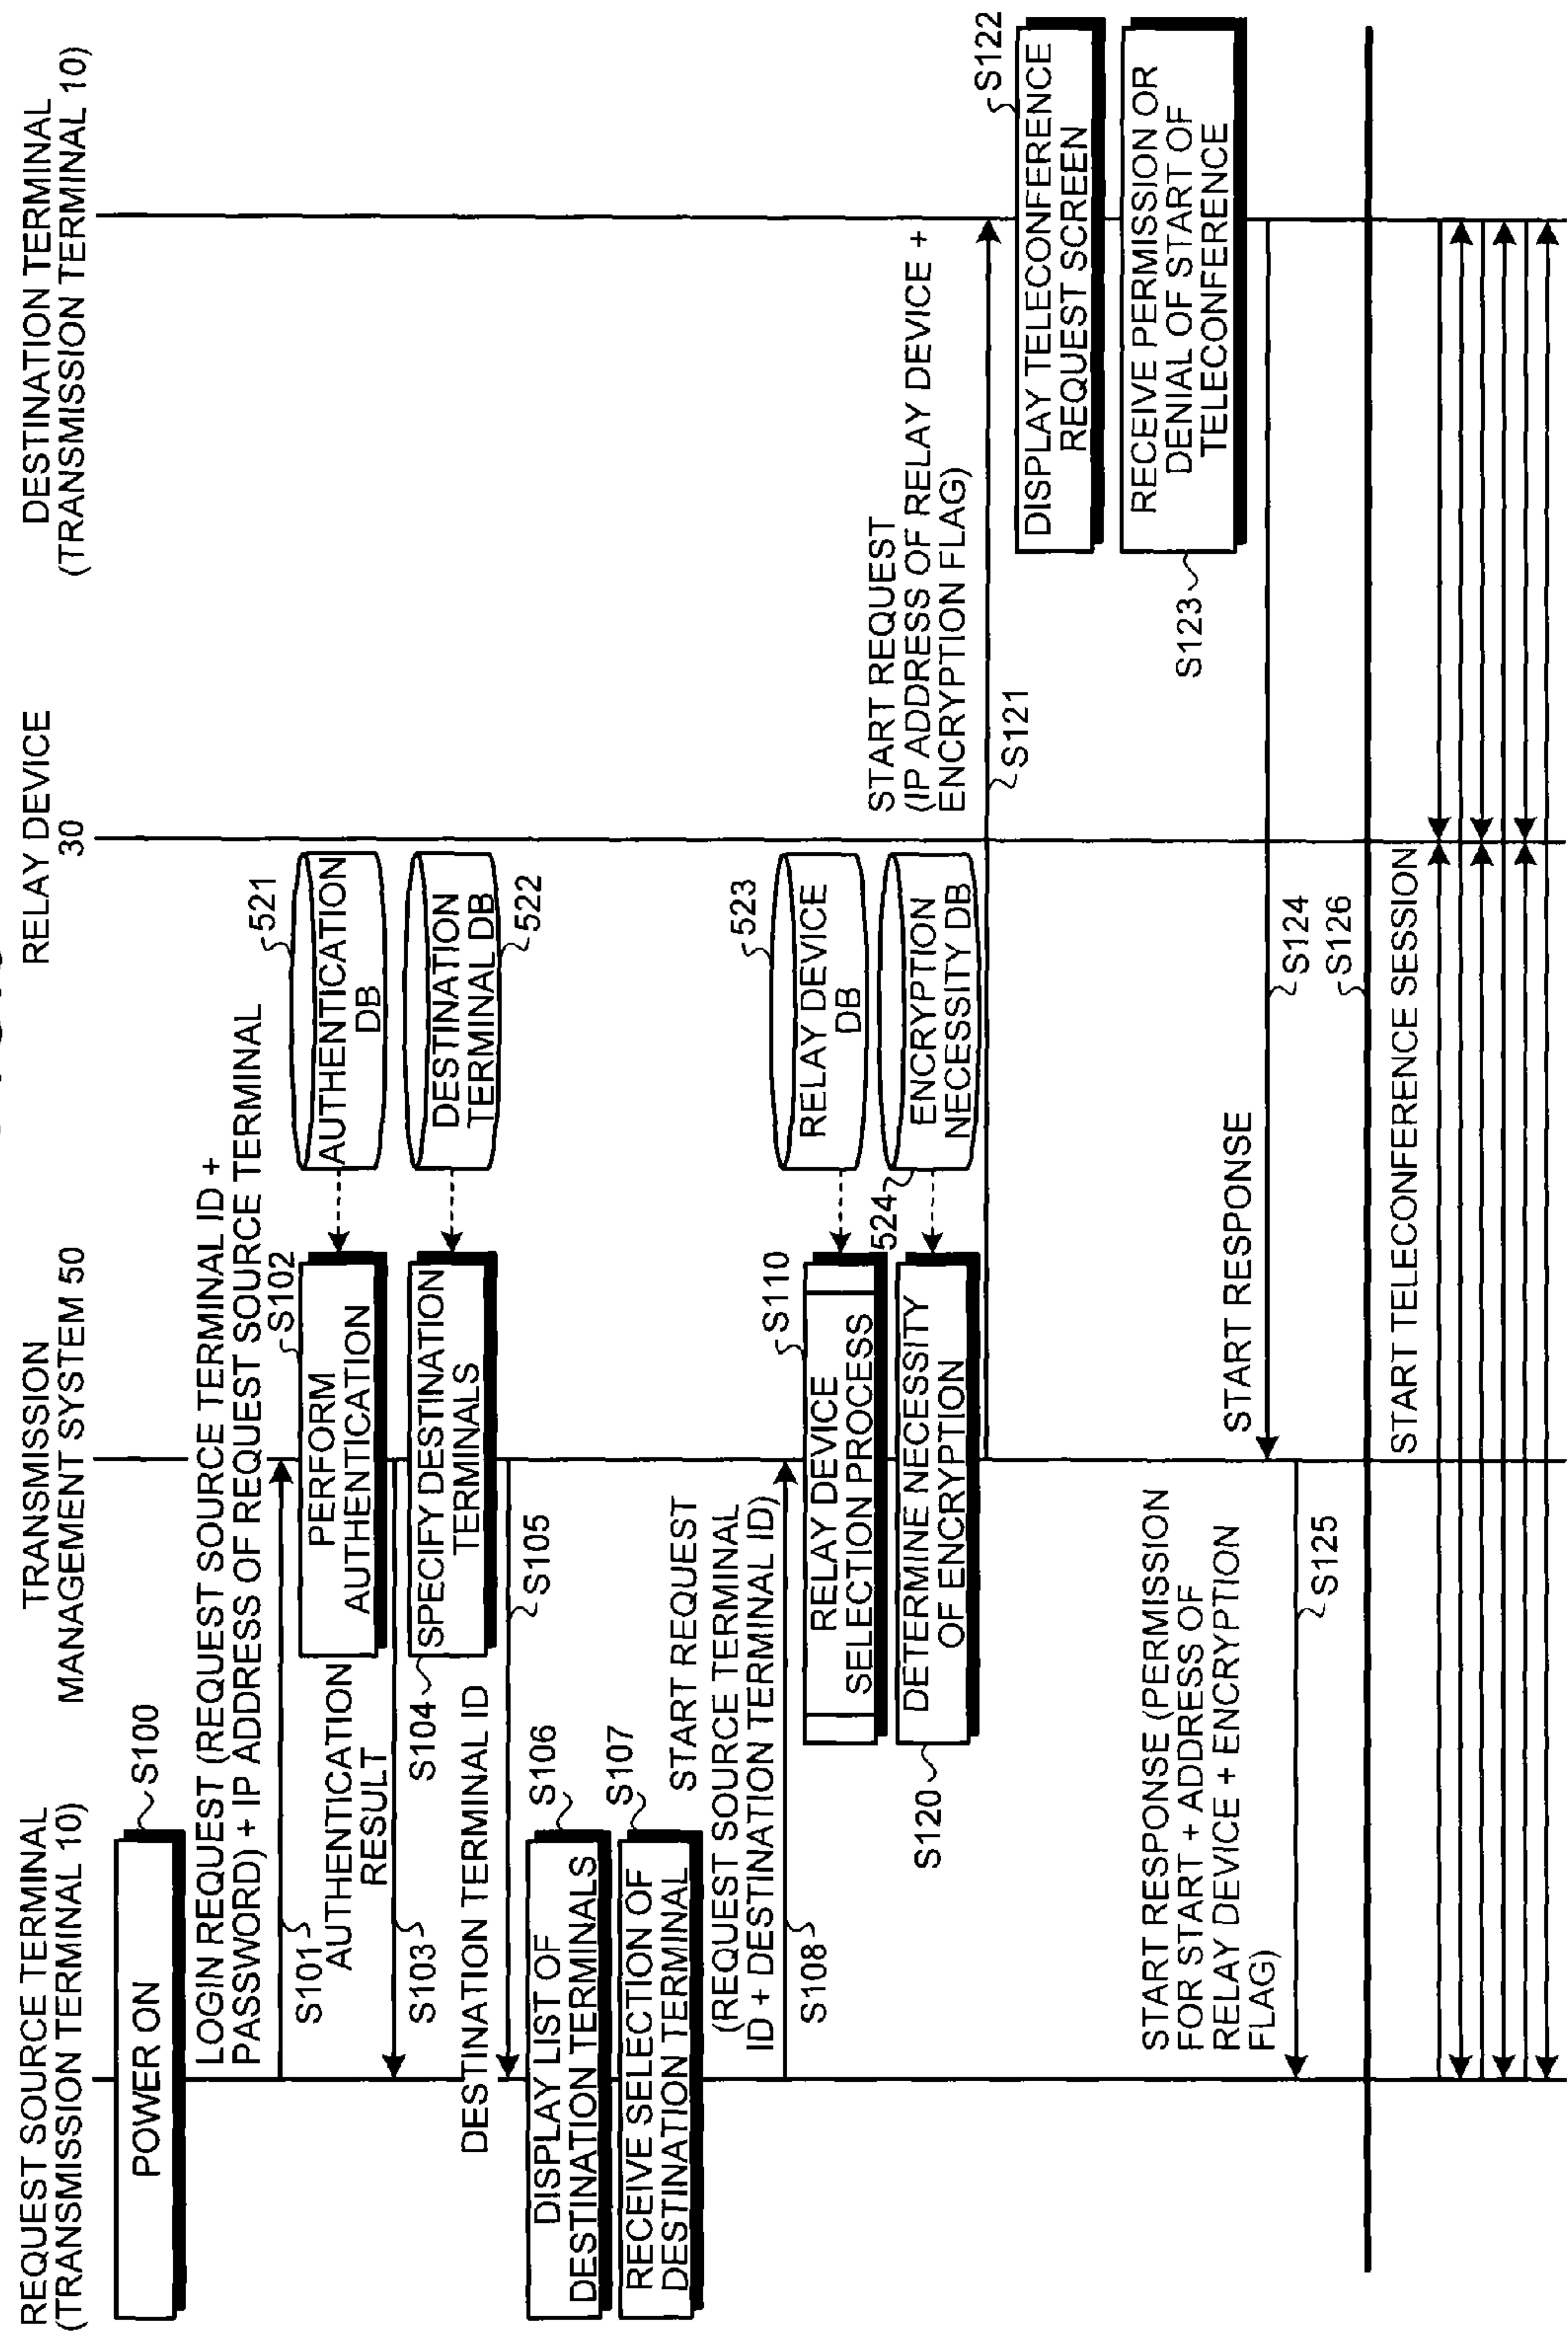 REQUEST SOURCE TERMINAL
(TRANSMISSION TERMINAL 10)
TRANSMISSION
MANAGEMENT SYSTEM 50
RELAY DEVICE
30
DESTINATION TERMINAL
(TRANSMISSION TERMINAL 10)
POWER ON
S100
LOGIN REQUEST (REQUEST SOURCE TERMINAL ID +
PASSWORD) + IP ADDRESS OF REQUEST SOURCE TERMINAL
S101
S102
PERFORM
AUTHENTICATION
521
AUTHENTICATION
DB
AUTHENTICATION
RESULT
S103
S104
SPECIFY DESTINATION
TERMINALS
DESTINATION
TERMINAL DB
522
DESTINATION TERMINAL ID
S105
DISPLAY LIST OF
DESTINATION TERMINALS
S106
RECEIVE SELECTION OF
DESTINATION TERMINAL
S107
START REQUEST
(REQUEST SOURCE TERMINAL
ID + DESTINATION TERMINAL ID)
S108
S110
RELAY DEVICE
SELECTION PROCESS
523
RELAY DEVICE
DB
524
DETERMINE NECESSITY
OF ENCRYPTION
S120
ENCRYPTION
NECESSITY DB
START REQUEST
(IP ADDRESS OF RELAY DEVICE +
ENCRYPTION FLAG)
S121
S122
DISPLAY TELECONFERENCE
REQUEST SCREEN
RECEIVE PERMISSION OR
DENIAL OF START OF
TELECONFERENCE
S123
START RESPONSE
S124
START RESPONSE (PERMISSION
FOR START + ADDRESS OF
RELAY DEVICE + ENCRYPTION
FLAG)
S125
S126
START TELECONFERENCE SESSION